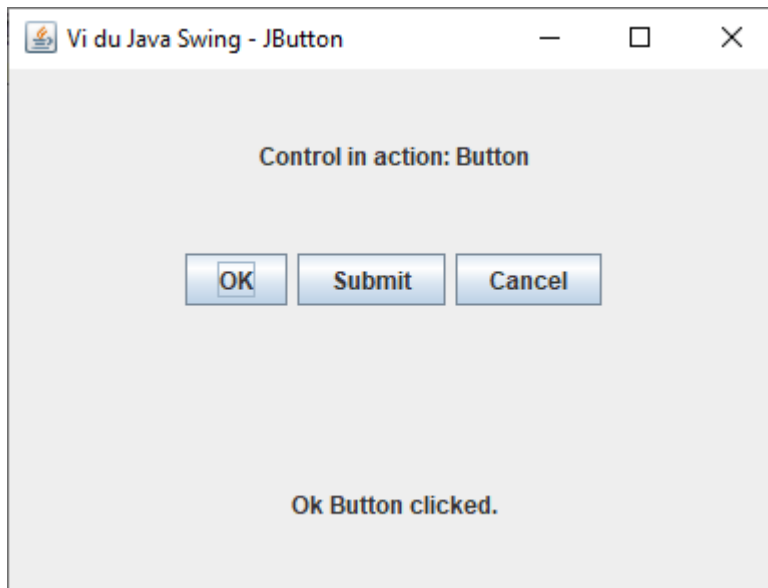 Vi du Java Swing - JButton
Control in action: Button
OK Submit Cancel
Ok Button clicked.